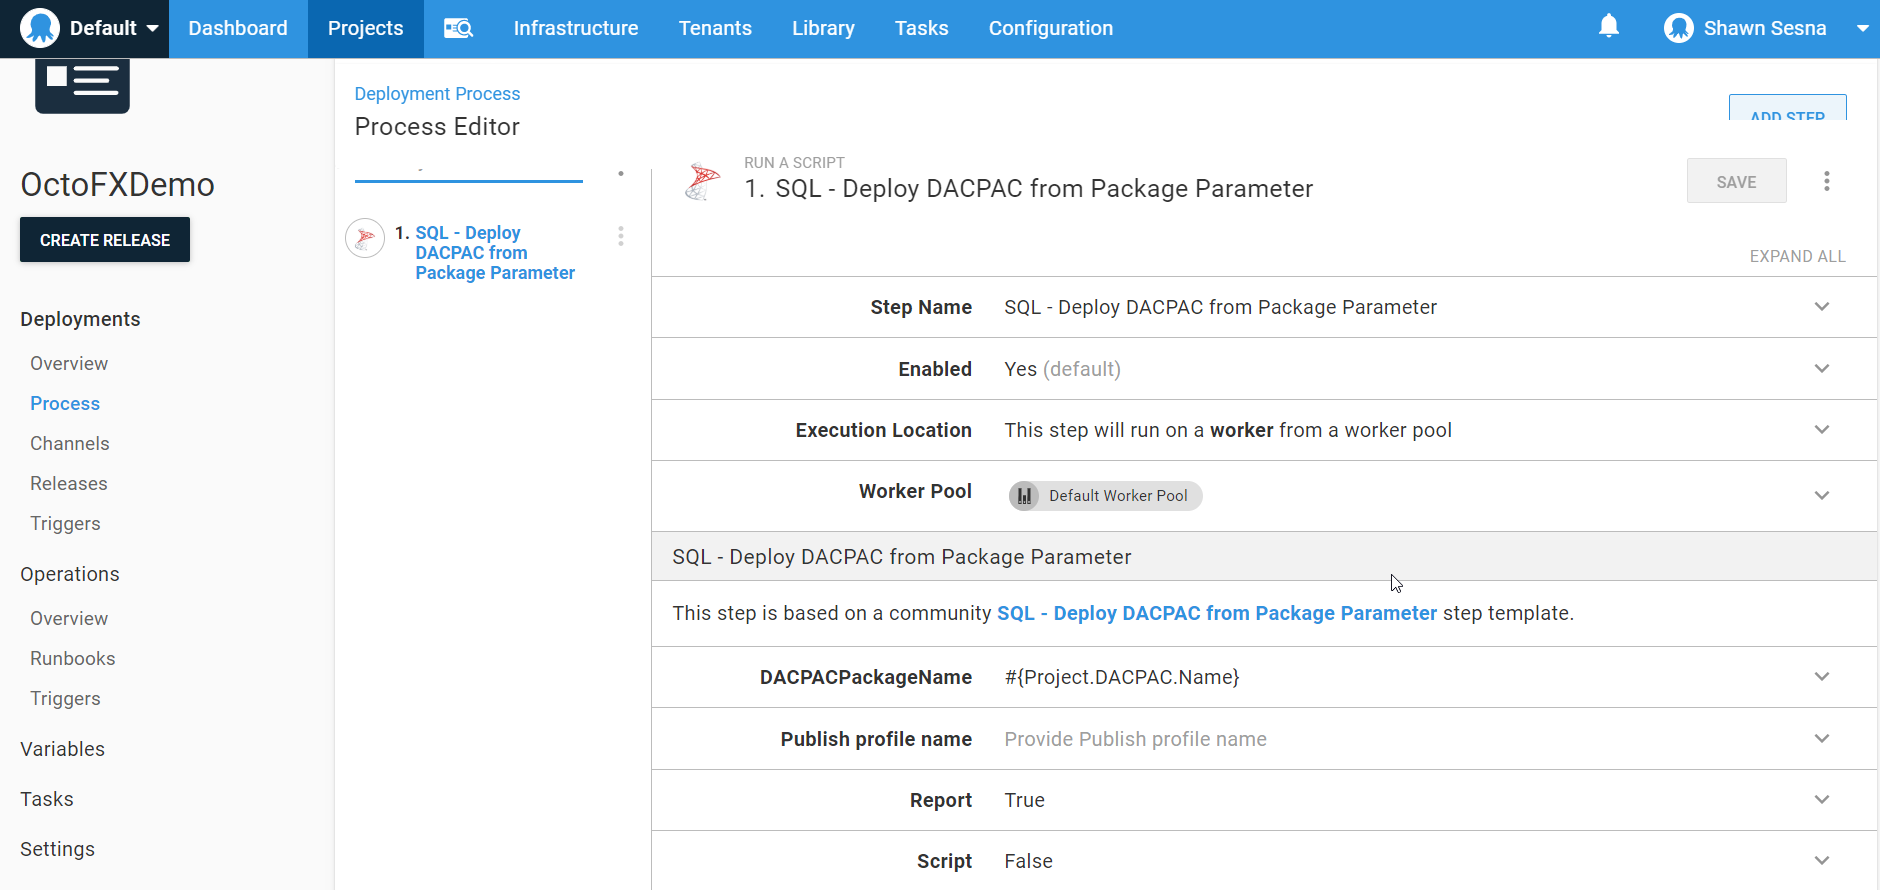 Default
Dashboard
Projects
Infrastructure
Tenants
Library
Tasks
Configuration
Shawn Sesna
OctoFXDemo
CREATE RELEASE
Deployments
Overview
Process
Channels
Releases
Triggers
Operations
Overview
Runbooks
Triggers
Variables
Tasks
Settings
Deployment Process
Process Editor
ADD STEP
1. SQL - Deploy
DACPAC from
Package Parameter
RUN A SCRIPT
1. SQL - Deploy DACPAC from Package Parameter
SAVE
EXPAND ALL
Step Name SQL - Deploy DACPAC from Package Parameter
Enabled Yes (default)
Execution Location This step will run on a worker from a worker pool
Worker Pool Default Worker Pool
SQL - Deploy DACPAC from Package Parameter
This step is based on a community SQL - Deploy DACPAC from Package Parameter step template.
DACPACPackageName #{Project.DACPAC.Name}
Publish profile name Provide Publish profile name
Report True
Script False